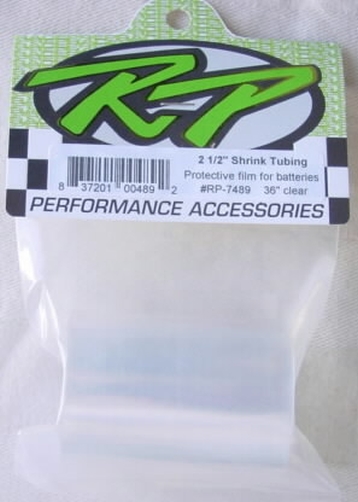 RP
2 1/2" Shrink Tubing
Protective film for batteries
#RP-7489 36" clear
8 37201 00489 2
PERFORMANCE ACCESSORIES